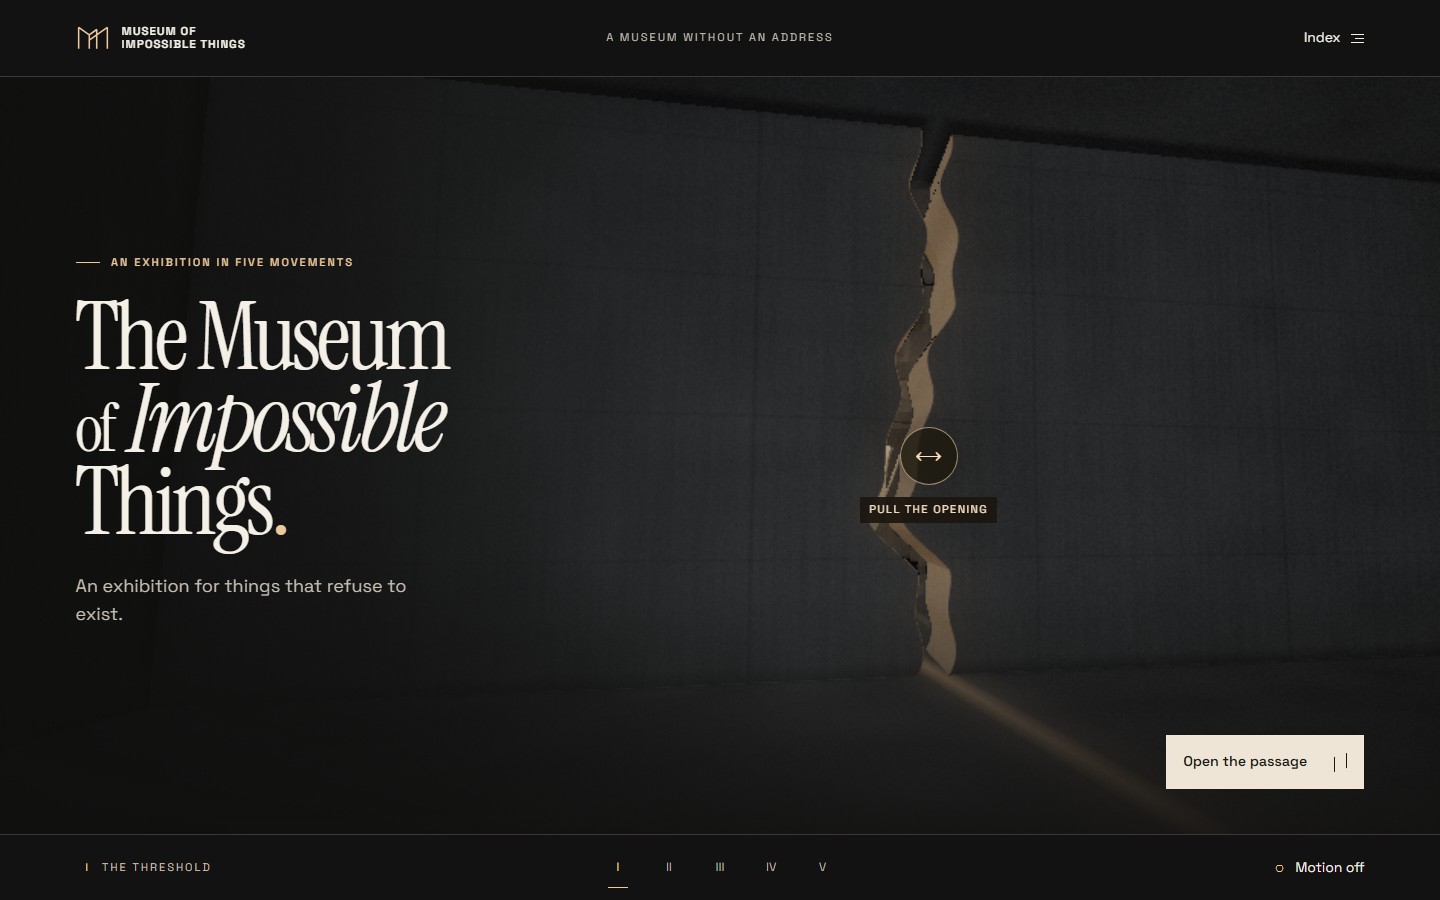 MUSEUM OF
IMPOSSIBLE THINGS
A MUSEUM WITHOUT AN ADDRESS
Index
AN EXHIBITION IN FIVE MOVEMENTS
The Museum
of Impossible
Things.
An exhibition for things that refuse to
exist.
PULL THE OPENING
Open the passage
I THE THRESHOLD
I II III IV V
Motion off